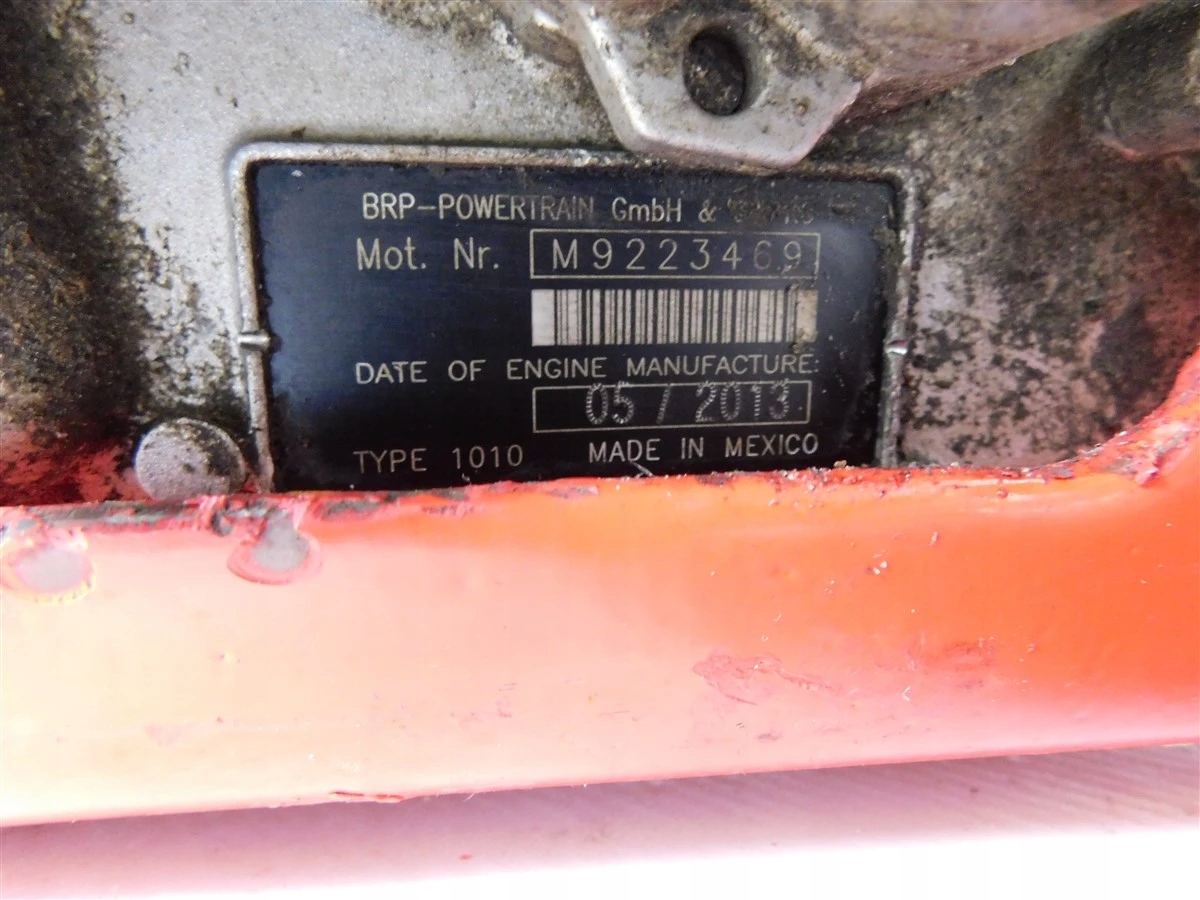 BRP-POWERTRAIN GmbH &
Mot. Nr. M9223469
DATE OF ENGINE MANUFACTURE:
05 / 2013
TYPE 1010 MADE IN MEXICO